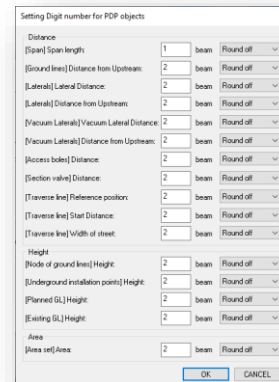 Setting Digit number for PDP objects
Distance
[Span] Span length: 1 beam Round off
[Ground lines] Distance from Upstream: 2 beam Round off
[Laterals] Lateral Distance: 2 beam Round off
[Laterals] Distance from Upstream: 2 beam Round off
[Vacuum Laterals] Vacuum Lateral Distance: 2 beam Round off
[Vacuum Laterals] Distance from Upstream: 2 beam Round off
[Access boles] Distance: 2 beam Round off
[Section valve] Distance: 2 beam Round off
[Traverse line] Reference position: 2 beam Round off
[Traverse line] Start Distance: 2 beam Round off
[Traverse line] Width of street: 2 beam Round off
Height
[Node of ground lines] Height: 2 beam Round off
[Underground installation points] Height: 2 beam Round off
[Planned GL] Height: 2 beam Round off
[Existing GL] Height: 2 beam Round off
Area
[Area set] Area: 2 beam Round off
OK CANCEL